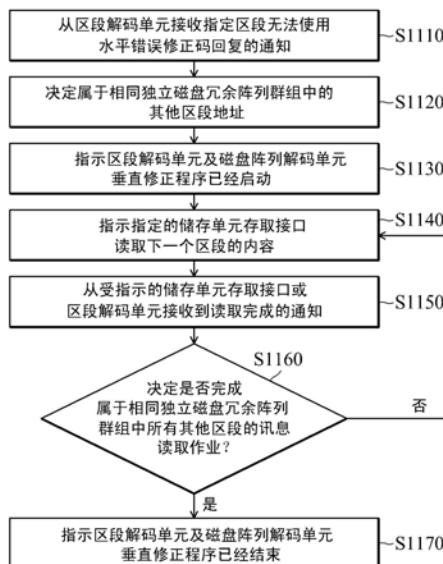 从区段解码单元接收指定区段无法使用
水平错误修正码回复的通知
S1110
决定属于相同独立磁盘冗余阵列群组中的
其他区段地址
S1120
指示区段解码单元及磁盘阵列解码单元
垂直修正程序已经启动
S1130
S1140
指示指定的储存单元存取接口
读取下一个区段的内容
从受指示的储存单元存取接口或
区段解码单元接收到读取完成的通知
S1150
S1160
决定是否完成
属于相同独立磁盘冗余阵列
群组中所有其他区段的讯息
读取作业?
否
是
指示区段解码单元及磁盘阵列解码单元
垂直修正程序已经结束
S1170